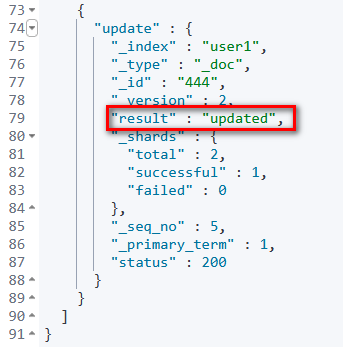 73 {
74 "update" : {
75 "_index" : "user1",
76 "_type" : "_doc",
77 "_id" : "444",
78 "_version" : 2,
79 "result" : "updated",
80 "_shards" : {
81 "total" : 2,
82 "successful" : 1,
83 "failed" : 0
84 },
85 "_seq_no" : 5,
86 "_primary_term" : 1,
87 "status" : 200
88 }
89 }
90 ]
91 }